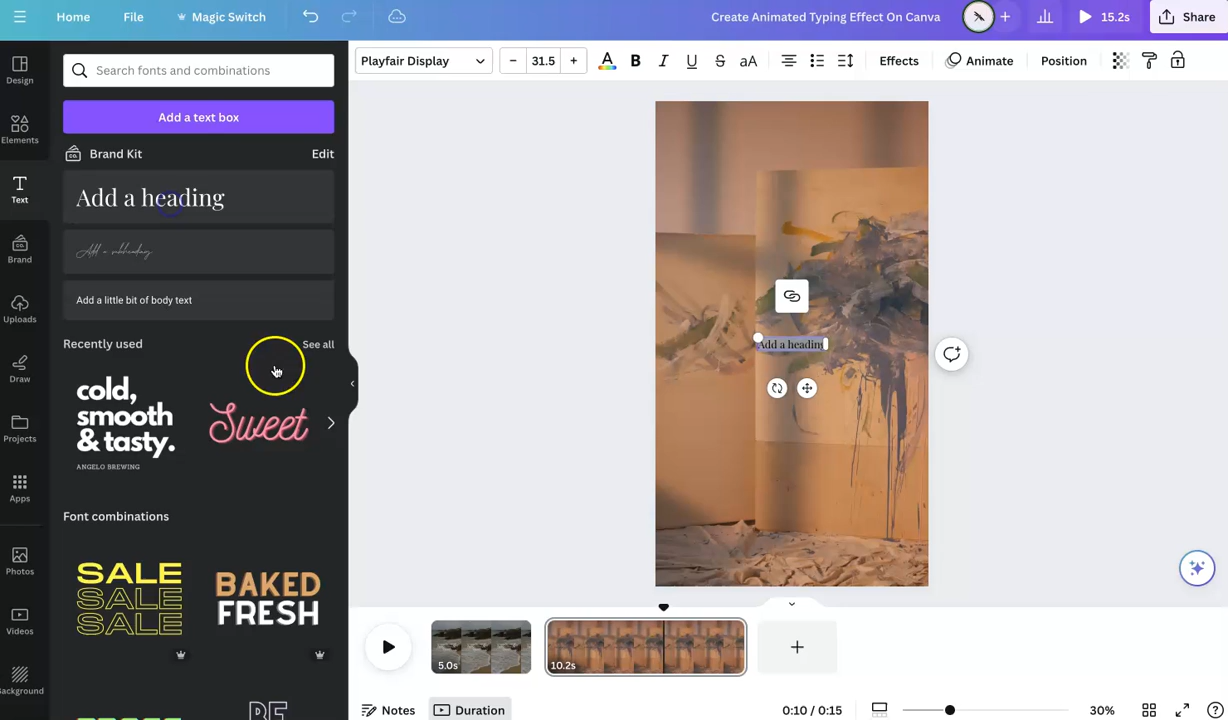 Home File Magic Switch Create Animated Typing Effect On Canva 15.2s Share
Design
Elements
Text
Brand
Uploads
Draw
Projects
Apps
Photos
Videos
Background
Search fonts and combinations
Add a text box
Brand Kit Edit
Add a heading
Add a subheading
Add a little bit of body text
Recently used See all
cold,
smooth
& tasty.
ANGELO BREWING
Sweet
Font combinations
SALE
SALE
SALE
BAKED
FRESH
BE
Playfair Display − 31.5 + A B I U S aA Effects Animate Position
Add a heading
5.0s
10.2s
Notes Duration 0:10 / 0:15 30%